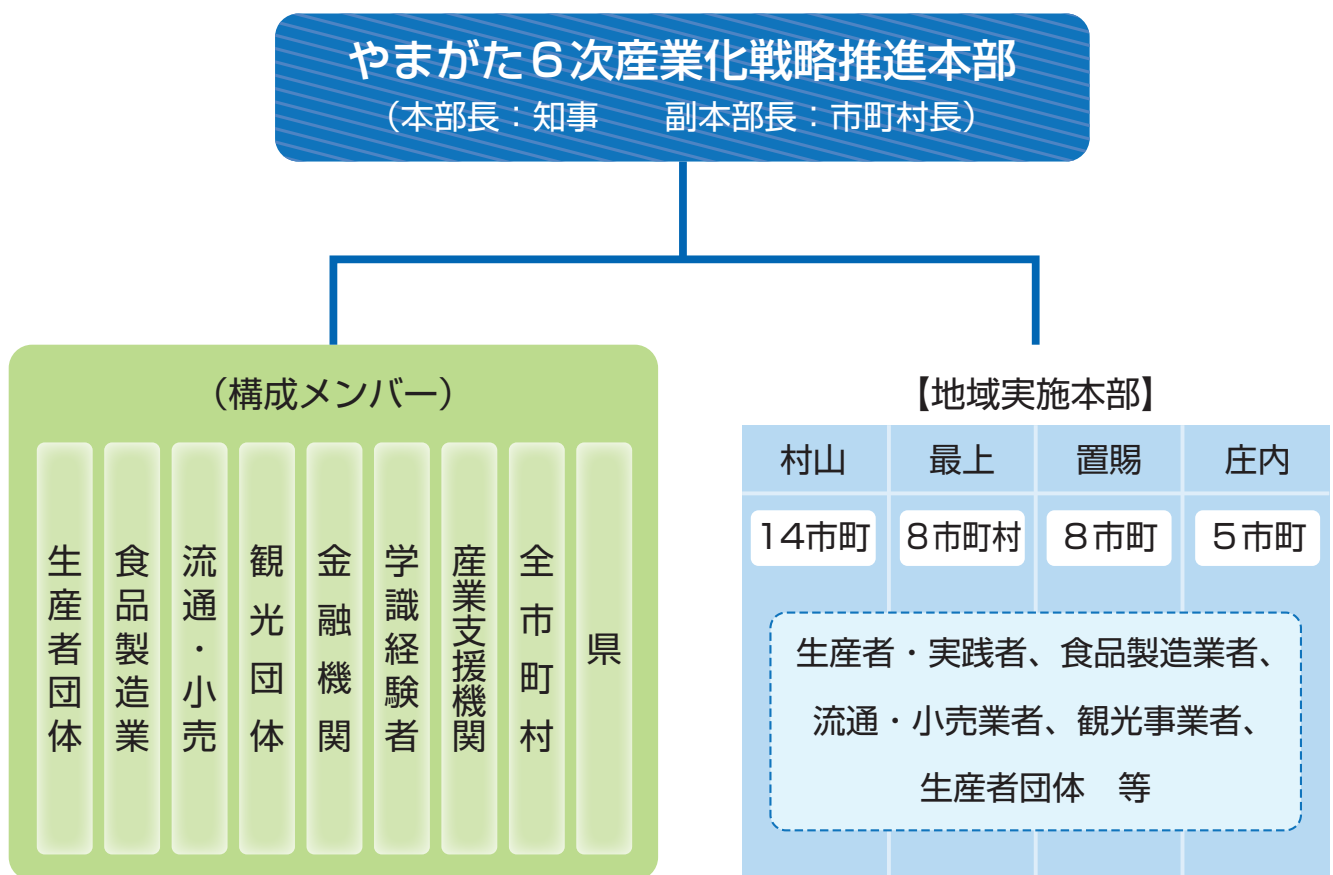 やまがた６次産業化戦略推進本部
（本部長：知事　　副本部長：市町村長）
（構成メンバー）
生産者団体
食品製造業
流通・小売
観光団体
金融機関
学識経験者
産業支援機関
全市町村
県
【地域実施本部】
村山
最上
置賜
庄内
14市町
８市町村
８市町
５市町
生産者・実践者、食品製造業者、
流通・小売業者、観光事業者、
生産者団体　等